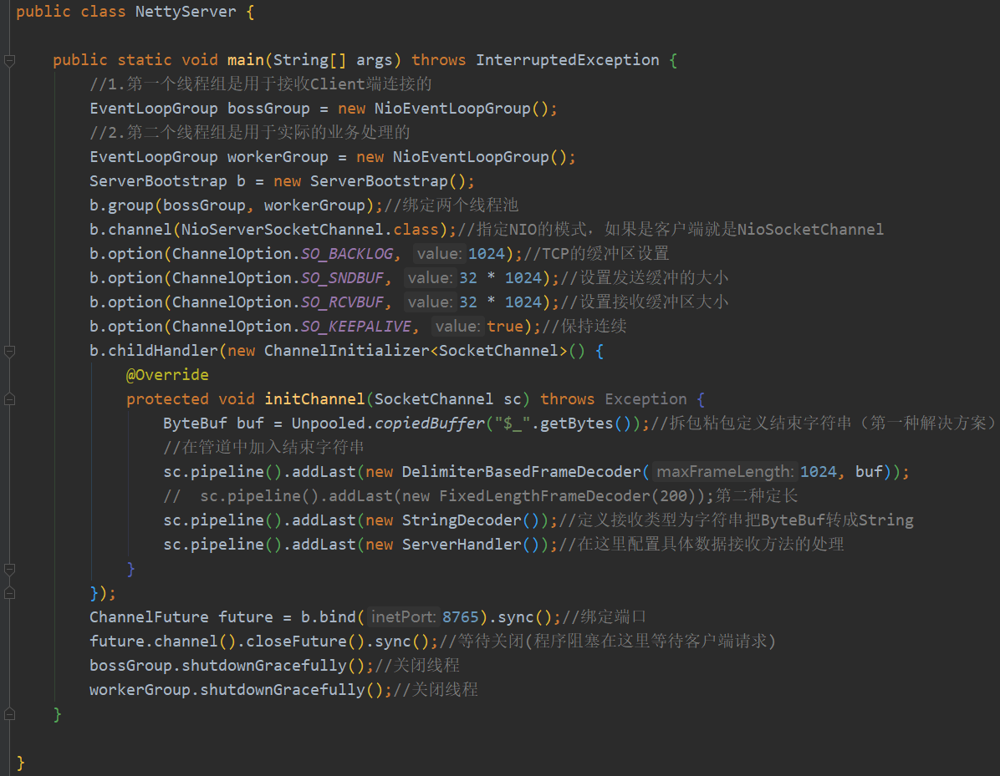 public class NettyServer {
public static void main(String[] args) throws InterruptedException {
//1.第一个线程组是用于接收Client端连接的
EventLoopGroup bossGroup = new NioEventLoopGroup();
//2.第二个线程组是用于实际的业务处理的
EventLoopGroup workerGroup = new NioEventLoopGroup();
ServerBootstrap b = new ServerBootstrap();
b.group(bossGroup, workerGroup);//绑定两个线程池
b.channel(NioServerSocketChannel.class);//指定NIO的模式，如果是客户端就是NioSocketChannel
b.option(ChannelOption.SO_BACKLOG, value: 1024);//TCP的缓冲区设置
b.option(ChannelOption.SO_SNDBUF, value: 32 * 1024);//设置发送缓冲的大小
b.option(ChannelOption.SO_RCVBUF, value: 32 * 1024);//设置接收缓冲区大小
b.option(ChannelOption.SO_KEEPALIVE, value: true);//保持连续
b.childHandler(new ChannelInitializer<SocketChannel>() {
@Override
protected void initChannel(SocketChannel sc) throws Exception {
ByteBuf buf = Unpooled.copiedBuffer("$_".getBytes());//拆包粘包定义结束字符串（第一种解决方案）
//在管道中加入结束字符串
sc.pipeline().addLast(new DelimiterBasedFrameDecoder( maxFrameLength: 1024, buf));
//  sc.pipeline().addLast(new FixedLengthFrameDecoder(200));第二种定长
sc.pipeline().addLast(new StringDecoder());//定义接收类型为字符串把ByteBuf转成String
sc.pipeline().addLast(new ServerHandler());//在这里配置具体数据接收方法的处理
}
});
ChannelFuture future = b.bind( inetPort: 8765).sync();//绑定端口
future.channel().closeFuture().sync();//等待关闭(程序阻塞在这里等待客户端请求)
bossGroup.shutdownGracefully();//关闭线程
workerGroup.shutdownGracefully();//关闭线程
}
}